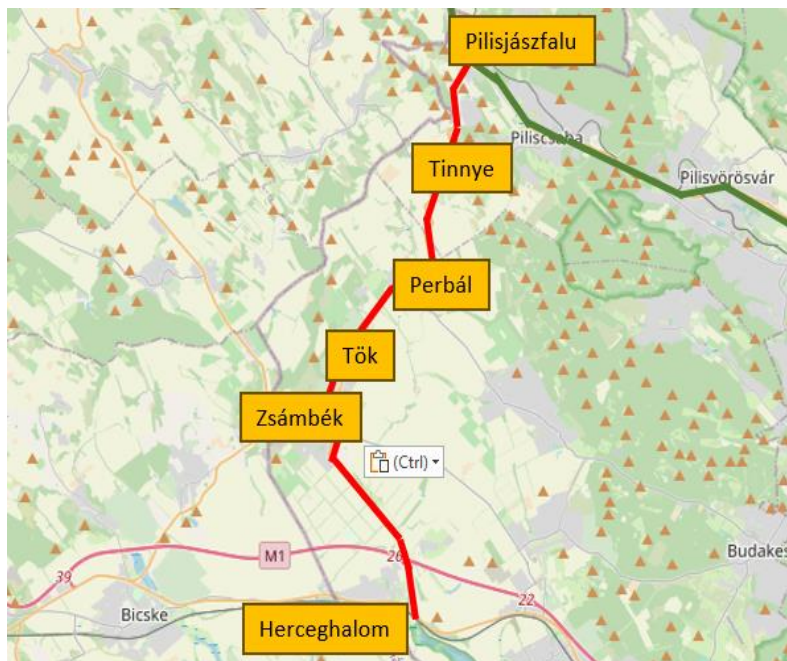 Pilisjászfalu
Piliscsaba
Tinnye
Pilisvörösvár
Perbál
Tök
Zsámbék
(Ctrl)
M1
26
39
22
Budakes
Bicske
Herceghalom